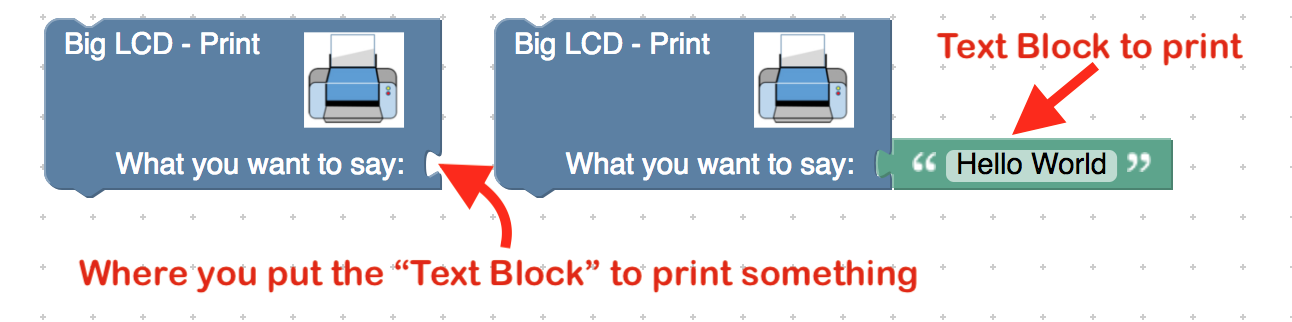 Big LCD - Print
What you want to say:
Big LCD - Print
What you want to say:
“ Hello World ”
Text Block to print
Where you put the “Text Block” to print something